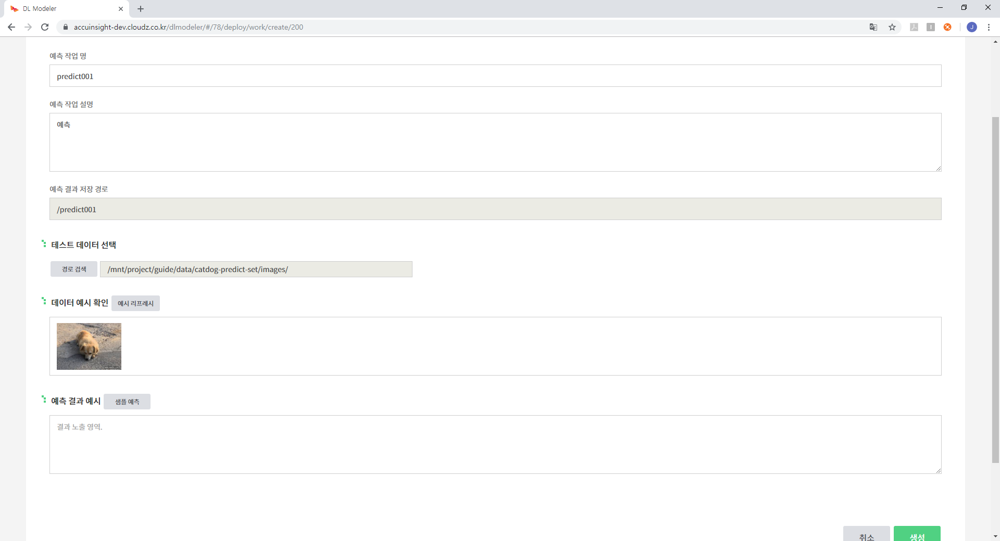 DL Modeler
accuinsight-dev.cloudz.co.kr/dlmodeler/#/78/deploy/work/create/200
J
예측 작업 명
predict001
예측 작업 설명
예측
예측 결과 저장 경로
/predict001
테스트 데이터 선택
경로 검색
/mnt/project/guide/data/catdog-predict-set/images/
데이터 예시 확인
예시 리프레시
예측 결과 예시
샘플 예측
결과 노출 영역.
취소
생성